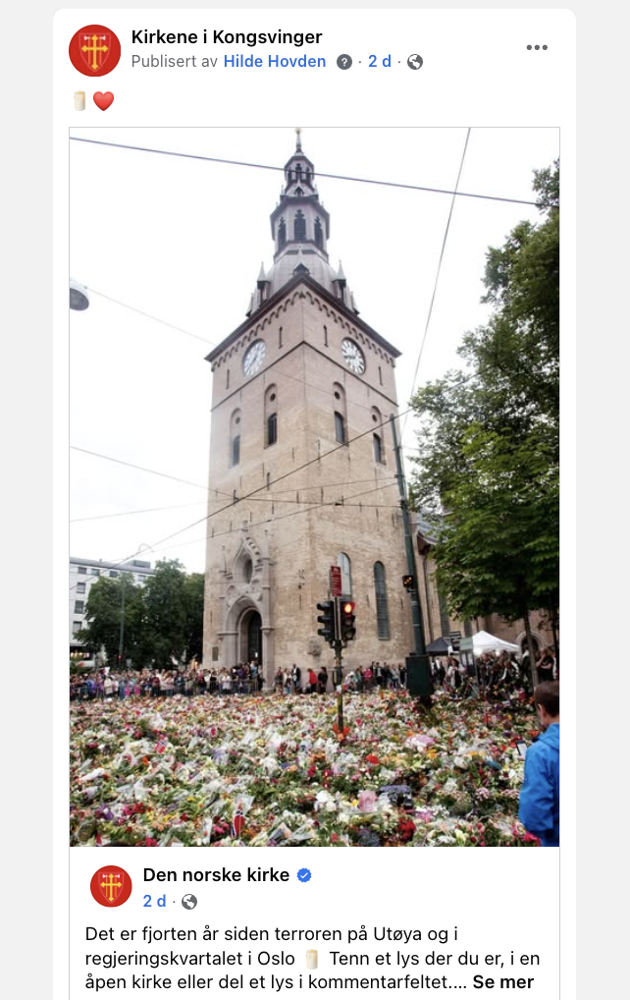 Kirkene i Kongsvinger
Publisert av Hilde Hovden · 2 d ·
Den norske kirke
2 d ·
Det er fjorten år siden terroren på Utøya og i
regjeringskvartalet i Oslo 🕯️ Tenn et lys der du er, i en
åpen kirke eller del et lys i kommentarfeltet.... Se mer